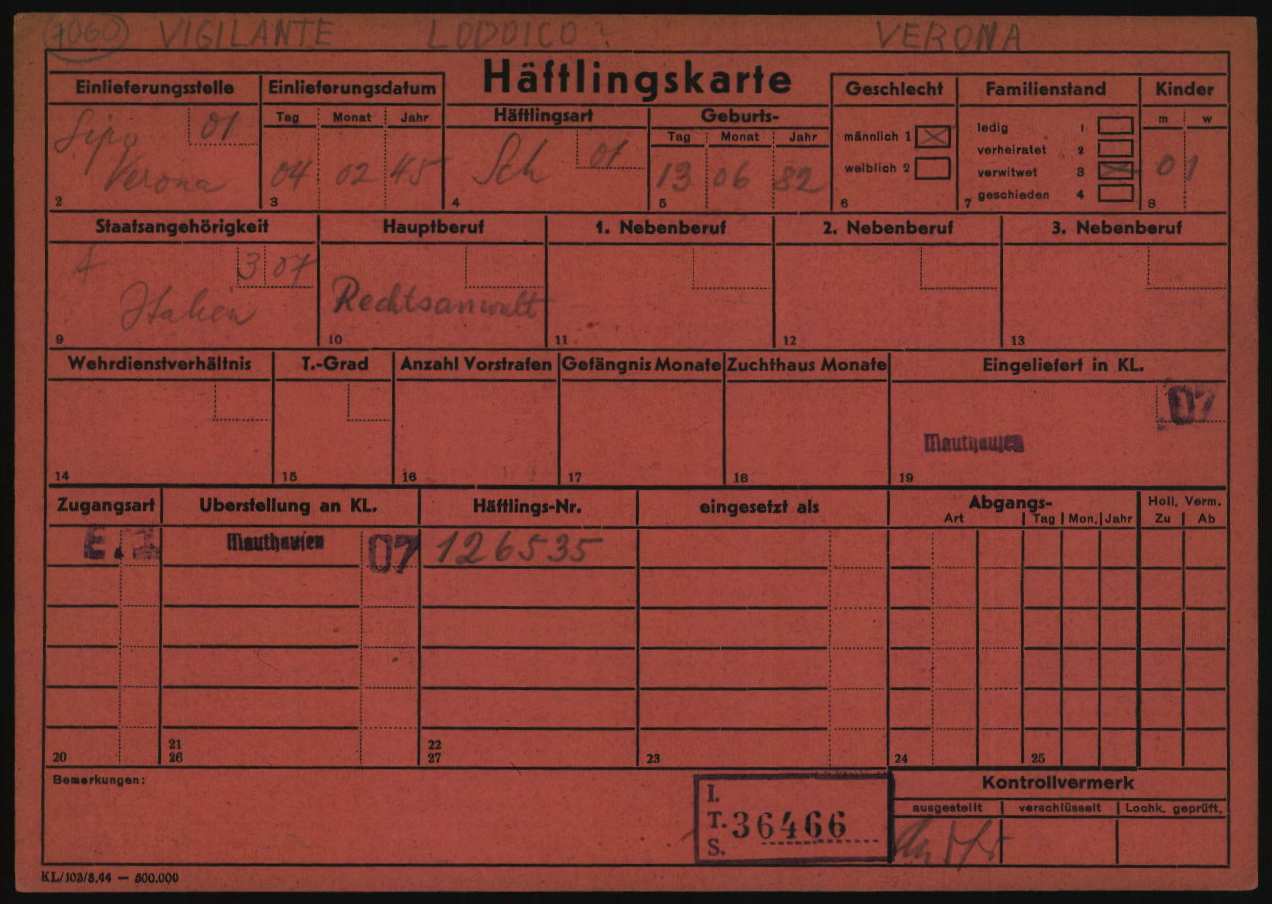 7060 VIGILANTE LODOICO? VERONA
Häftlingskarte
Einlieferungsstelle
Sipo 01
Verona
2
Einlieferungsdatum
Tag Monat Jahr
04 02 45
3
Häftlingsart
Sch 01
4
Geburts-
Tag Monat Jahr
13 06 82
5
Geschlecht
männlich 1
weiblich 2
6
Familienstand
ledig 1
verheiratet 2
verwitwet 3
geschieden 4
7
Kinder
m w
0 1
8
Staatsangehörigkeit
3 07
Italien
9
Hauptberuf
Rechtsanwalt
10
1. Nebenberuf
11
2. Nebenberuf
12
3. Nebenberuf
13
Wehrdienstverhältnis
14
T.-Grad
15
Anzahl Vorstrafen
16
Gefängnis Monate
17
Zuchthaus Monate
18
Eingeliefert in KL.
07
Mauthausen
19
Zugangsart Überstellung an KL. Häftlings-Nr. eingesetzt als Abgangs- Holl. Verm.
Art Tag Mon. Jahr Zu Ab
E. Mauthausen 07 126535
20 21 22 23 24 25
26 27
Bemerkungen:
I.
T. 36466
S.
Kontrollvermerk
ausgestellt verschlüsselt Lochk. geprüft.
KL/102/8.44 — 500.000